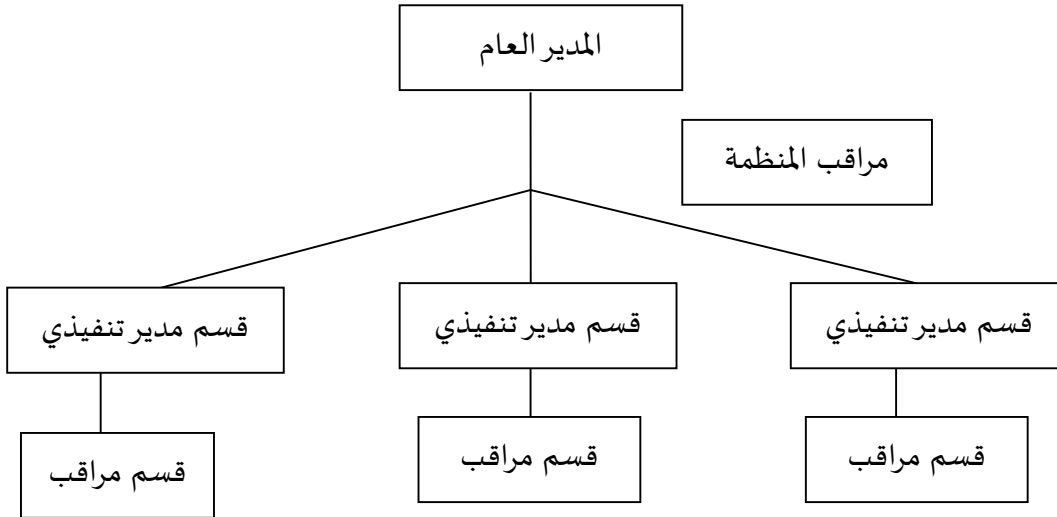 المدير العام
مراقب المنظمة
قسم مدير تنفيذي
قسم مدير تنفيذي
قسم مدير تنفيذي
قسم مراقب
قسم مراقب
قسم مراقب